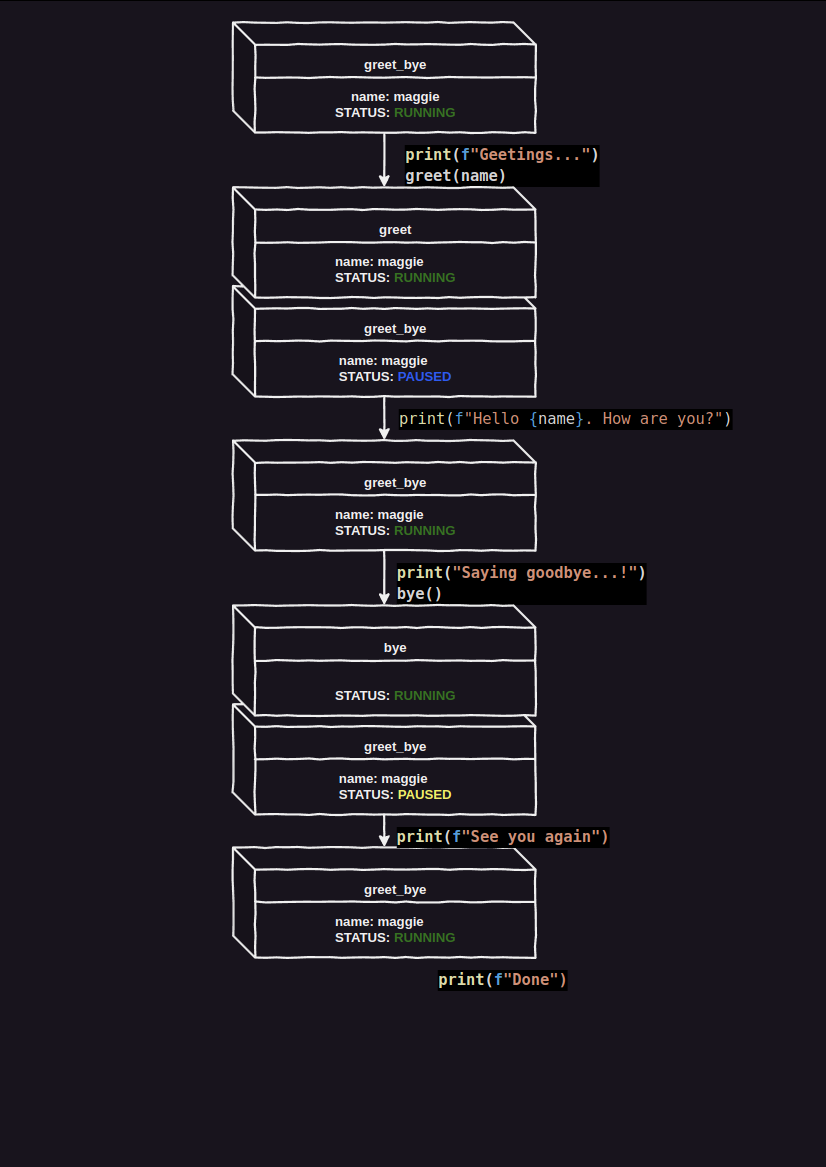 greet_bye
name: maggie
STATUS: RUNNING
print(f"Geetings...")
greet(name)
greet
name: maggie
STATUS: RUNNING
greet_bye
name: maggie
STATUS: PAUSED
print(f"Hello {name}. How are you?")
greet_bye
name: maggie
STATUS: RUNNING
print("Saying goodbye...!")
bye()
bye
STATUS: RUNNING
greet_bye
name: maggie
STATUS: PAUSED
print(f"See you again")
greet_bye
name: maggie
STATUS: RUNNING
print(f"Done")